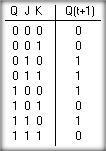 Q J K Q(t+1)
0 0 0 0
0 0 1 0
0 1 0 1
0 1 1 1
1 0 0 1
1 0 1 0
1 1 0 1
1 1 1 0